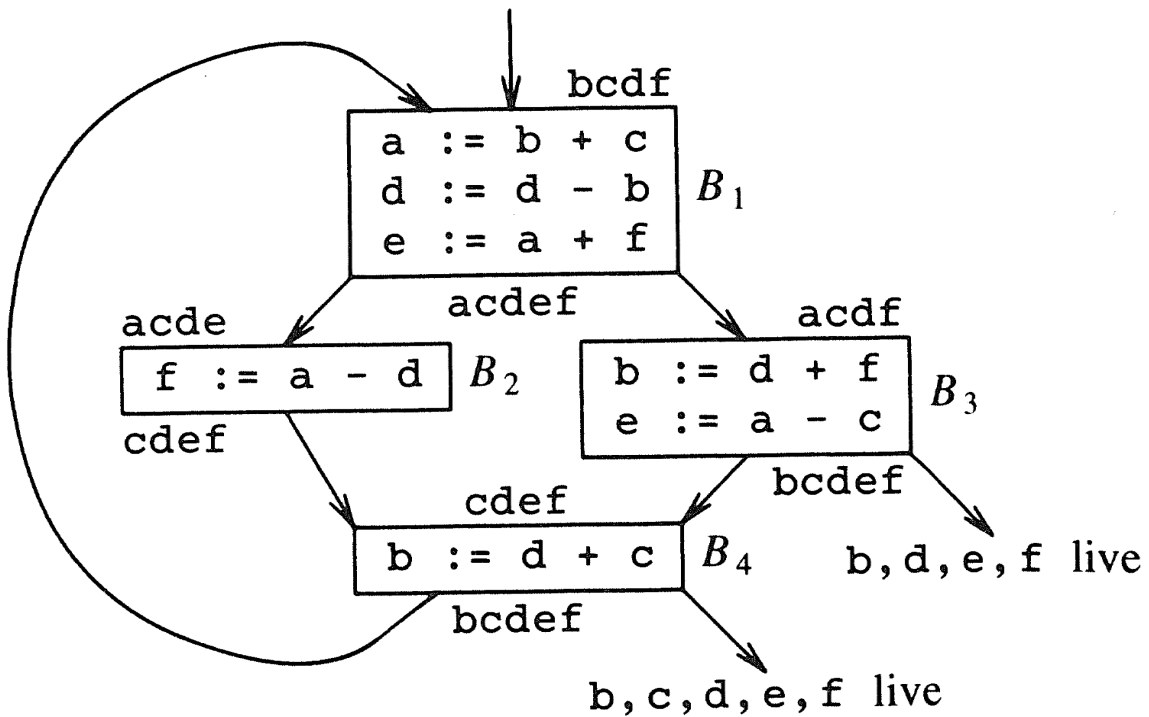 bcdf
a := b + c
d := d - b
e := a + f
B1
acdef
acde
f := a - d
B2
cdef
acdf
b := d + f
e := a - c
B3
bcdef
cdef
b := d + c
B4
b,d,e,f live
bcdef
b,c,d,e,f live